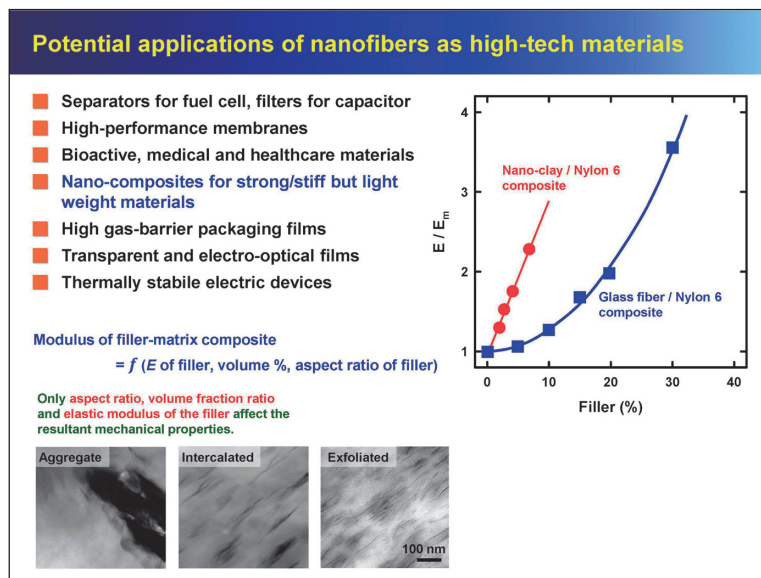 Potential applications of nanofibers as high-tech materials
Separators for fuel cell, filters for capacitor
High-performance membranes
Bioactive, medical and healthcare materials
Nano-composites for strong/stiff but light
weight materials
High gas-barrier packaging films
Transparent and electro-optical films
Thermally stabile electric devices
Modulus of filler-matrix composite
= f (E of filler, volume %, aspect ratio of filler)
Only aspect ratio, volume fraction ratio
and elastic modulus of the filler affect the
resultant mechanical properties.
Aggregate
Intercalated
Exfoliated
100 nm
4
3
2
1
E / Em
Nano-clay / Nylon 6
composite
Glass fiber / Nylon 6
composite
0 10 20 30 40
Filler (%)